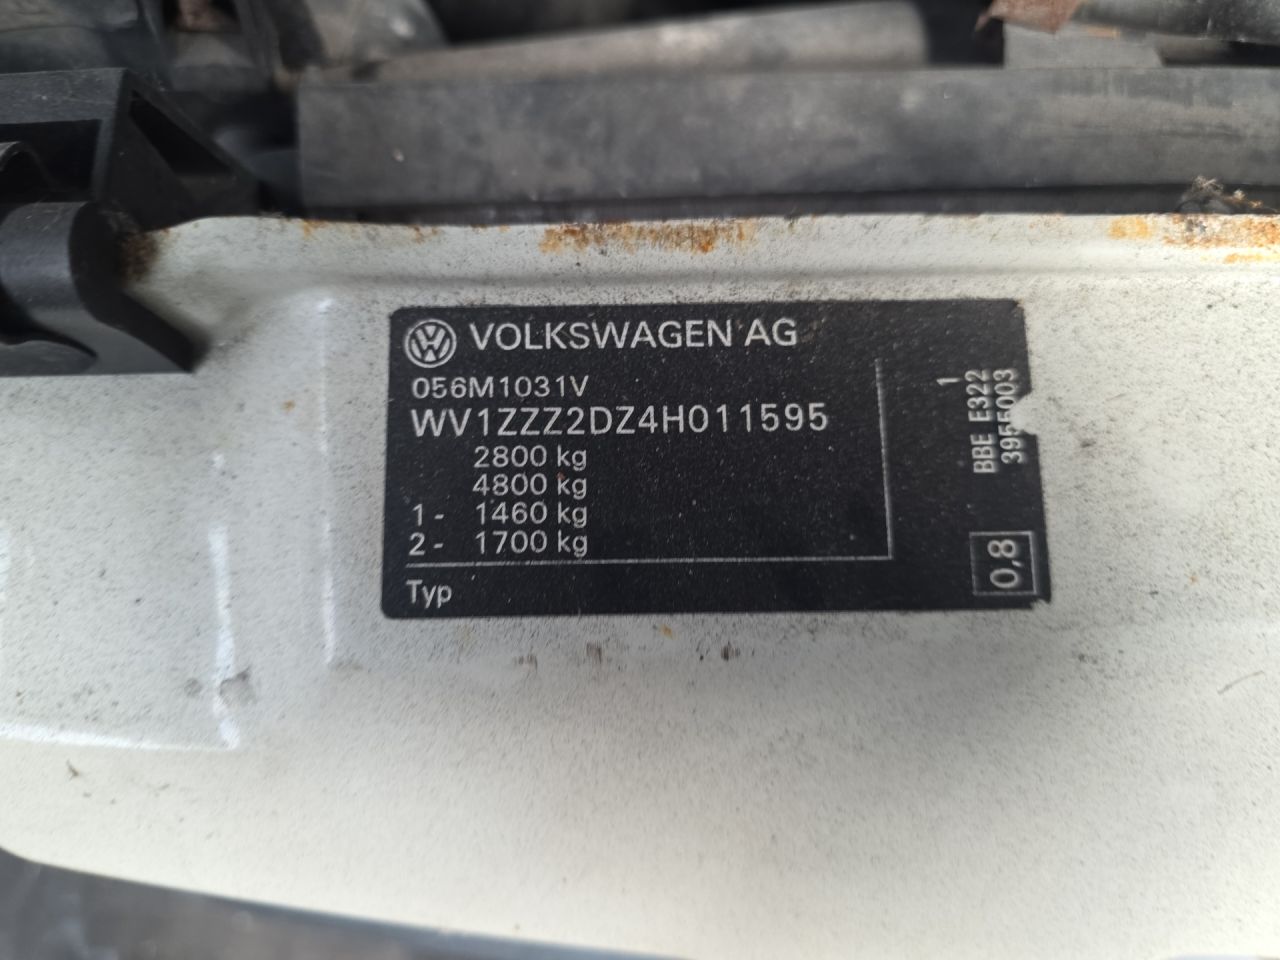 VOLKSWAGEN AG
056M1031V
WV1ZZZ2DZ4H011595
2800 kg
4800 kg
1- 1460 kg
2- 1700 kg
Typ
1
BBE E322
3955003
0,8